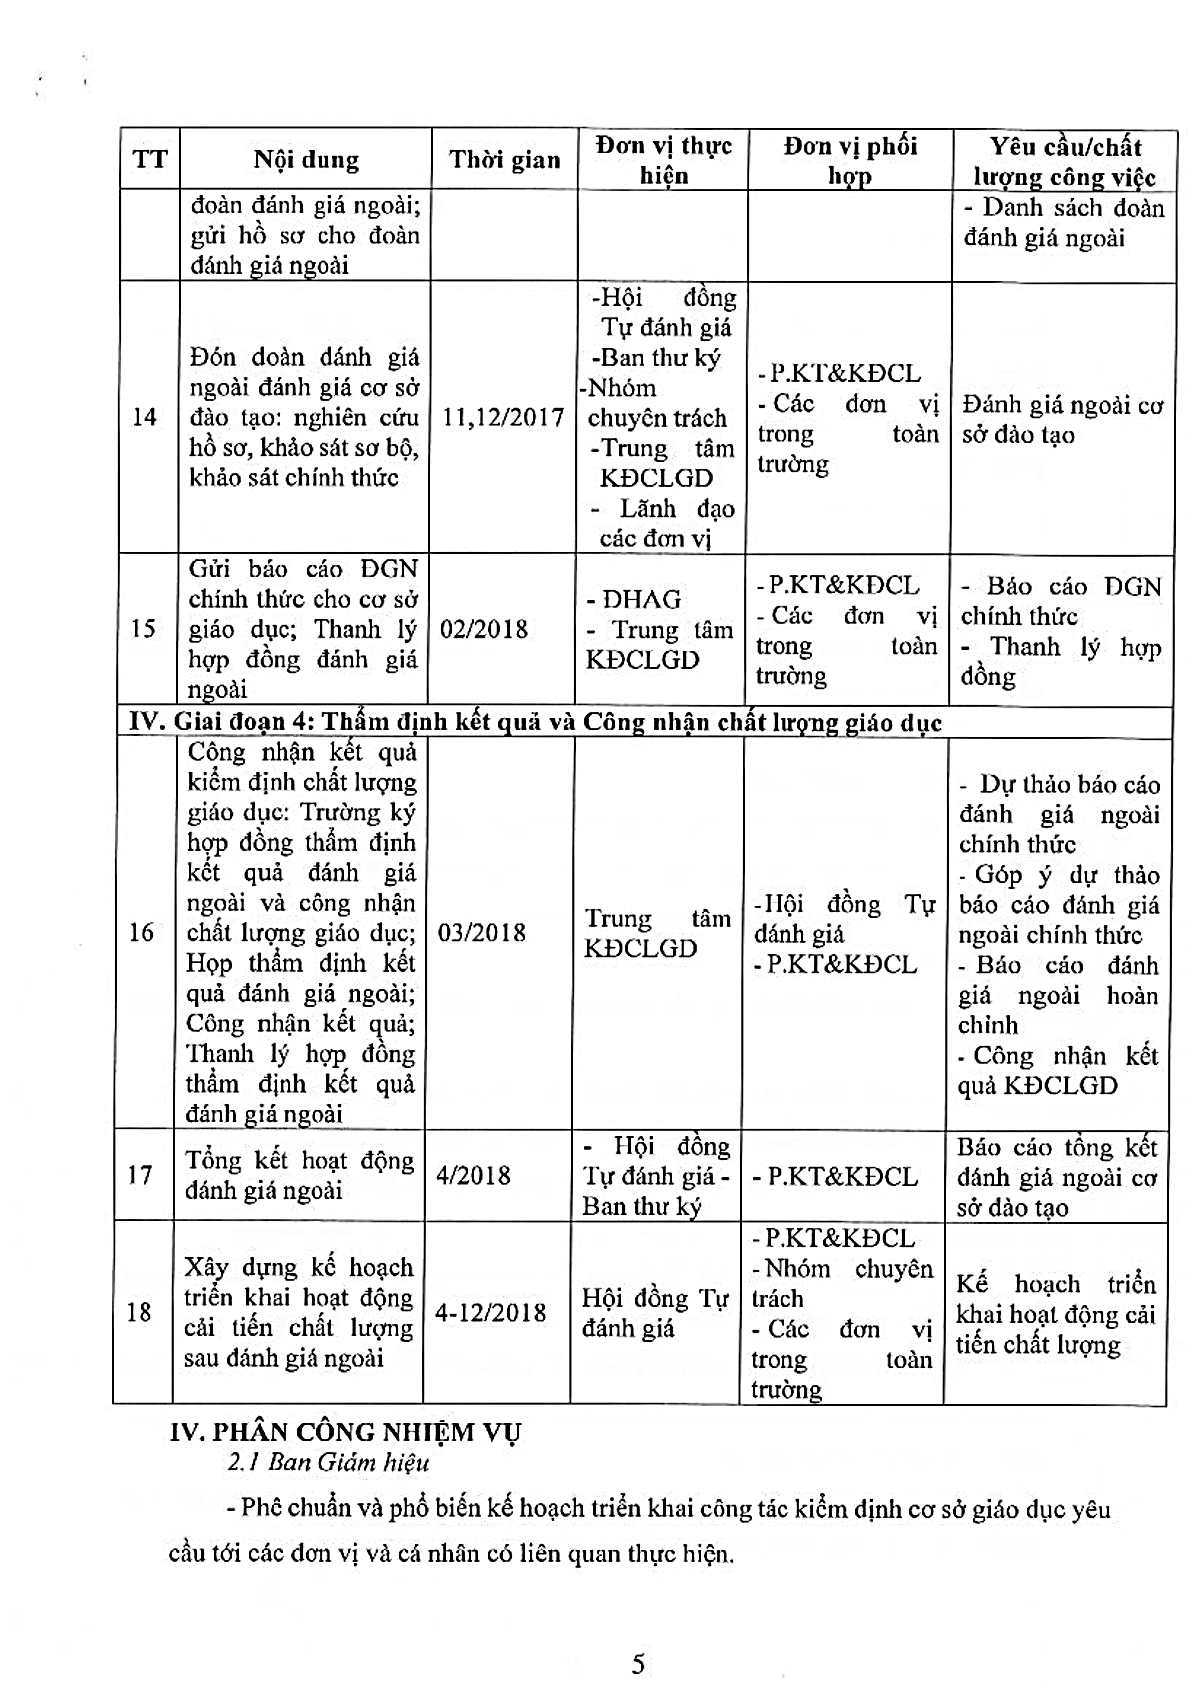 TT
Nội dung
Thời gian
Đơn vị thực
hiện
Đơn vị phối
hợp
Yêu cầu/chất
lượng công việc
đoàn đánh giá ngoài;
gửi hồ sơ cho đoàn
đánh giá ngoài
- Danh sách đoàn
đánh giá ngoài
14
Đón doàn dánh giá
ngoài đánh giá cơ sở
đào tạo: nghiên cứu
hồ sơ, khảo sát sơ bộ,
khảo sát chính thức
11,12/2017
-Hội đồng
Tự đánh giá
-Ban thư ký
-Nhóm
chuyên trách
-Trung tâm
KĐCLGD
- Lãnh đạo
các đơn vị
- P.KT&KĐCL
- Các đơn vị
trong toàn
trường
Đánh giá ngoài cơ
sở đào tạo
15
Gửi báo cáo ĐGN
chính thức cho cơ sở
giáo dục; Thanh lý
hợp đồng đánh giá
ngoài
02/2018
- ĐHAG
- Trung tâm
KĐCLGD
- P.KT&KĐCL
- Các đơn vị
trong toàn
trường
- Báo cáo ĐGN
chính thức
- Thanh lý hợp
đồng
IV. Giai đoạn 4: Thẩm định kết quả và Công nhận chất lượng giáo dục
16
Công nhận kết quả
kiểm định chất lượng
giáo dục: Trường ký
hợp đồng thẩm định
kết quả đánh giá
ngoài và công nhận
chất lượng giáo dục;
Họp thẩm định kết
quả đánh giá ngoài;
Công nhận kết quả;
Thanh lý hợp đồng
thẩm định kết quả
đánh giá ngoài
03/2018
Trung tâm
KĐCLGD
-Hội đồng Tự
đánh giá
- P.KT&KĐCL
- Dự thảo báo cáo
đánh giá ngoài
chính thức
- Góp ý dự thảo
báo cáo đánh giá
ngoài chính thức
- Báo cáo đánh
giá ngoài hoàn
chỉnh
- Công nhận kết
quả KĐCLGD
17
Tổng kết hoạt động
đánh giá ngoài
4/2018
- Hội đồng
Tự đánh giá -
Ban thư ký
- P.KT&KĐCL
Báo cáo tổng kết
đánh giá ngoài cơ
sở đào tạo
18
Xây dựng kế hoạch
triển khai hoạt động
cải tiến chất lượng
sau đánh giá ngoài
4-12/2018
Hội đồng Tự
đánh giá
- P.KT&KĐCL
- Nhóm chuyên
trách
- Các đơn vị
trong toàn
trường
Kế hoạch triển
khai hoạt động cải
tiến chất lượng
IV. PHÂN CÔNG NHIỆM VỤ
2.1 Ban Giám hiệu
- Phê chuẩn và phổ biến kế hoạch triển khai công tác kiểm định cơ sở giáo dục yêu
cầu tới các đơn vị và cá nhân có liên quan thực hiện.
5